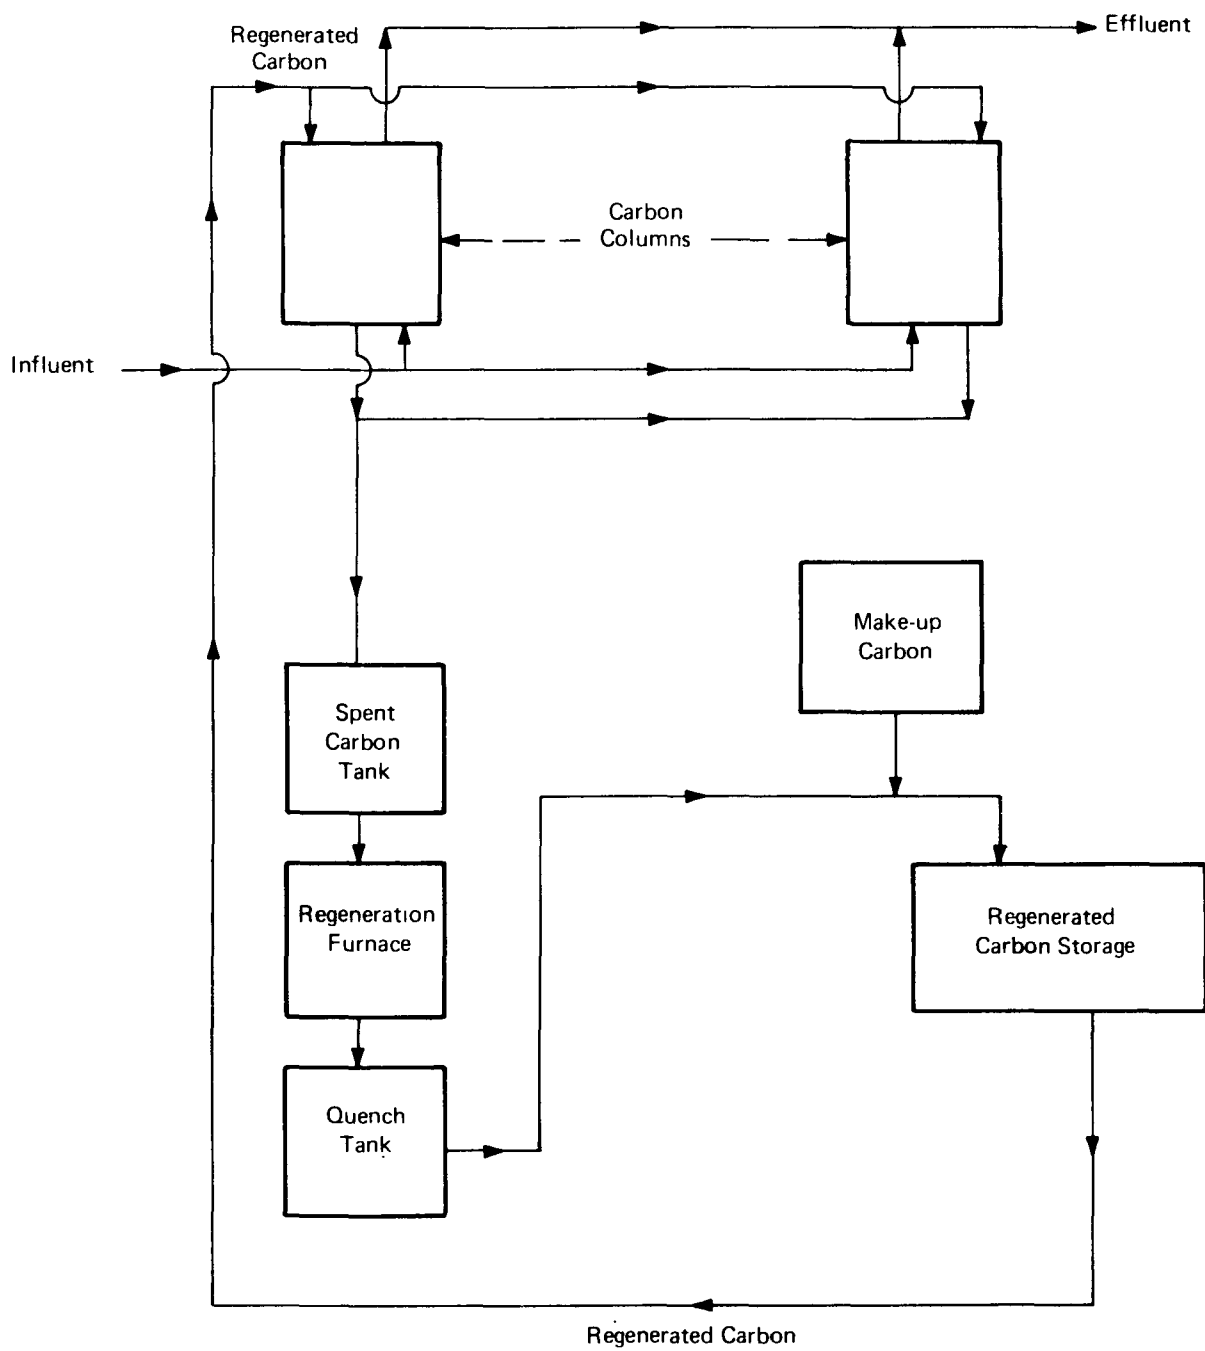 Effluent
Regenerated
Carbon
Carbon
Columns
Influent
Make-up
Carbon
Spent
Carbon
Tank
Regeneration
Furnace
Regenerated
Carbon Storage
Quench
Tank
Regenerated Carbon